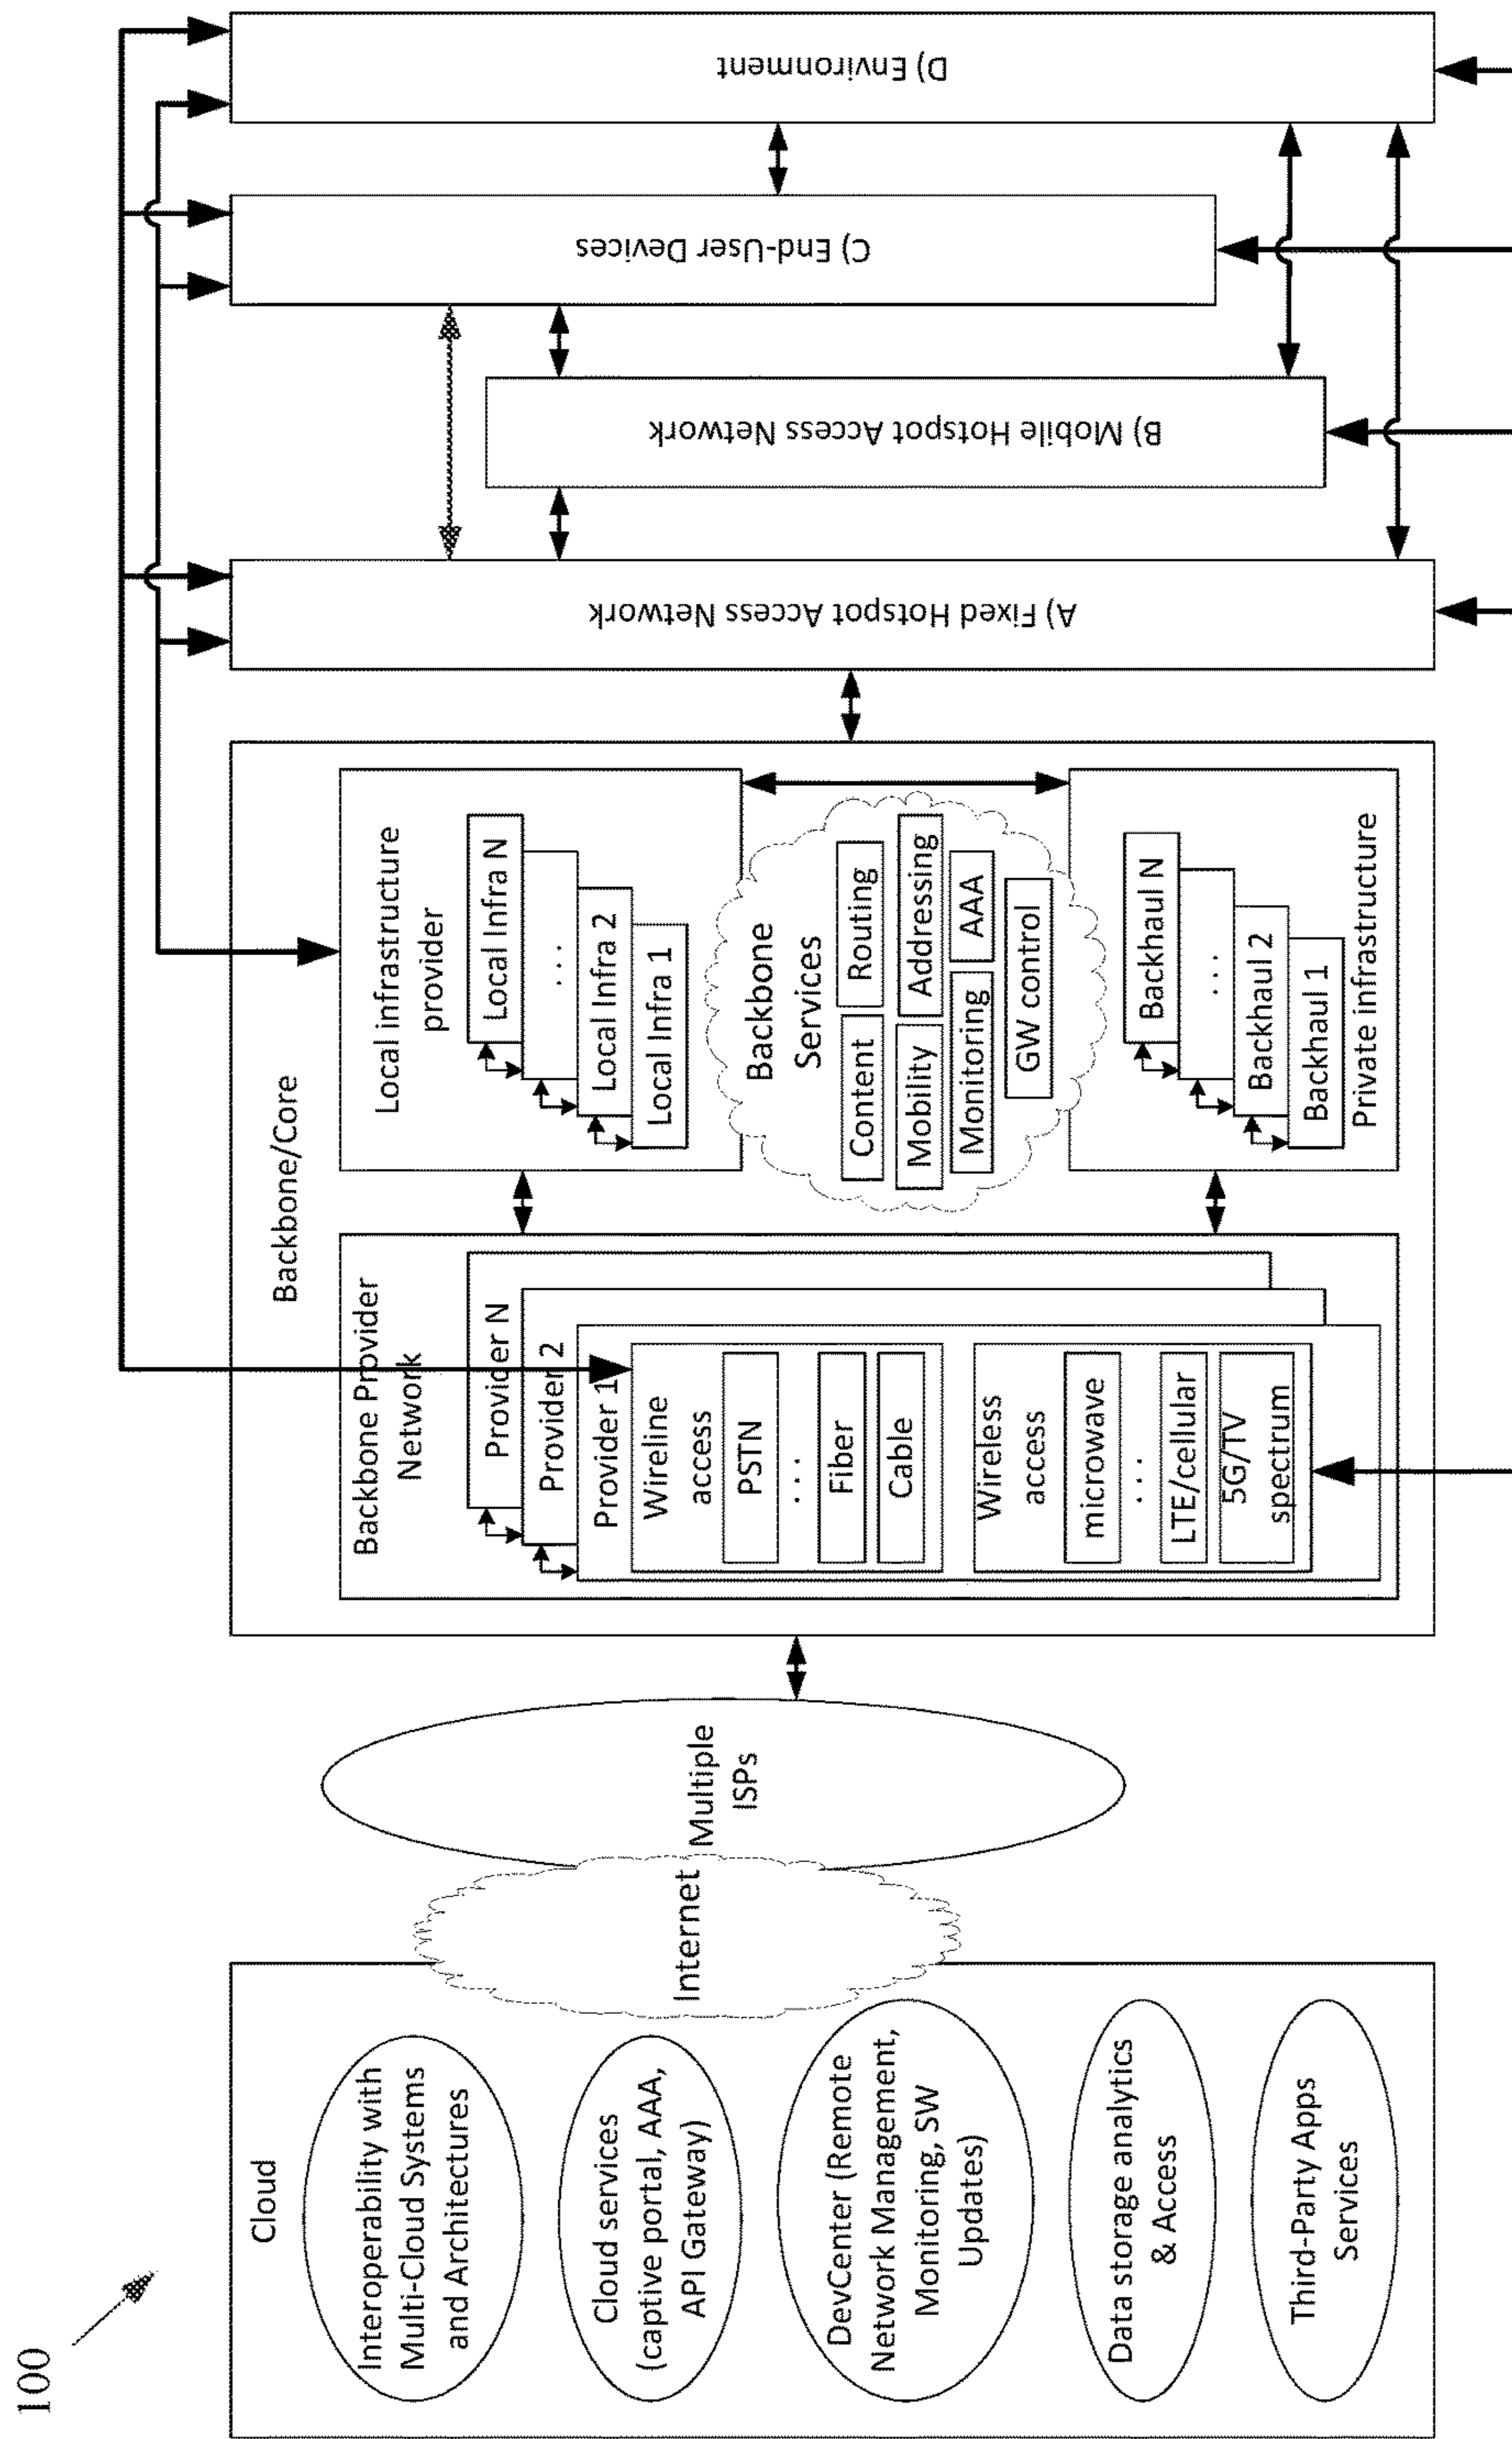 100
Cloud
Interoperability with
Multi-Cloud Systems
and Architectures
Cloud services
(captive portal, AAA,
API Gateway)
DevCenter (Remote
Network Management,
Monitoring, SW
Updates)
Data storage analytics
& Access
Third-Party Apps
Services
Internet
Multiple
ISPs
Backbone/Core
Backbone Provider
Network
Provider N
Provider 2
Provider 1
Wireline
access
PSTN
...
Fiber
Cable
Wireless
access
microwave
...
LTE/cellular
5G/TV
spectrum
Local infrastructure
provider
Local Infra N
...
Local Infra 2
Local Infra 1
Backbone
Services
Content
Routing
Mobility
Addressing
Monitoring
AAA
GW control
Backhaul N
...
Backhaul 2
Backhaul 1
Private infrastructure
A) Fixed Hotspot Access Network
B) Mobile Hotspot Access Network
C) End-User Devices
D) Environment